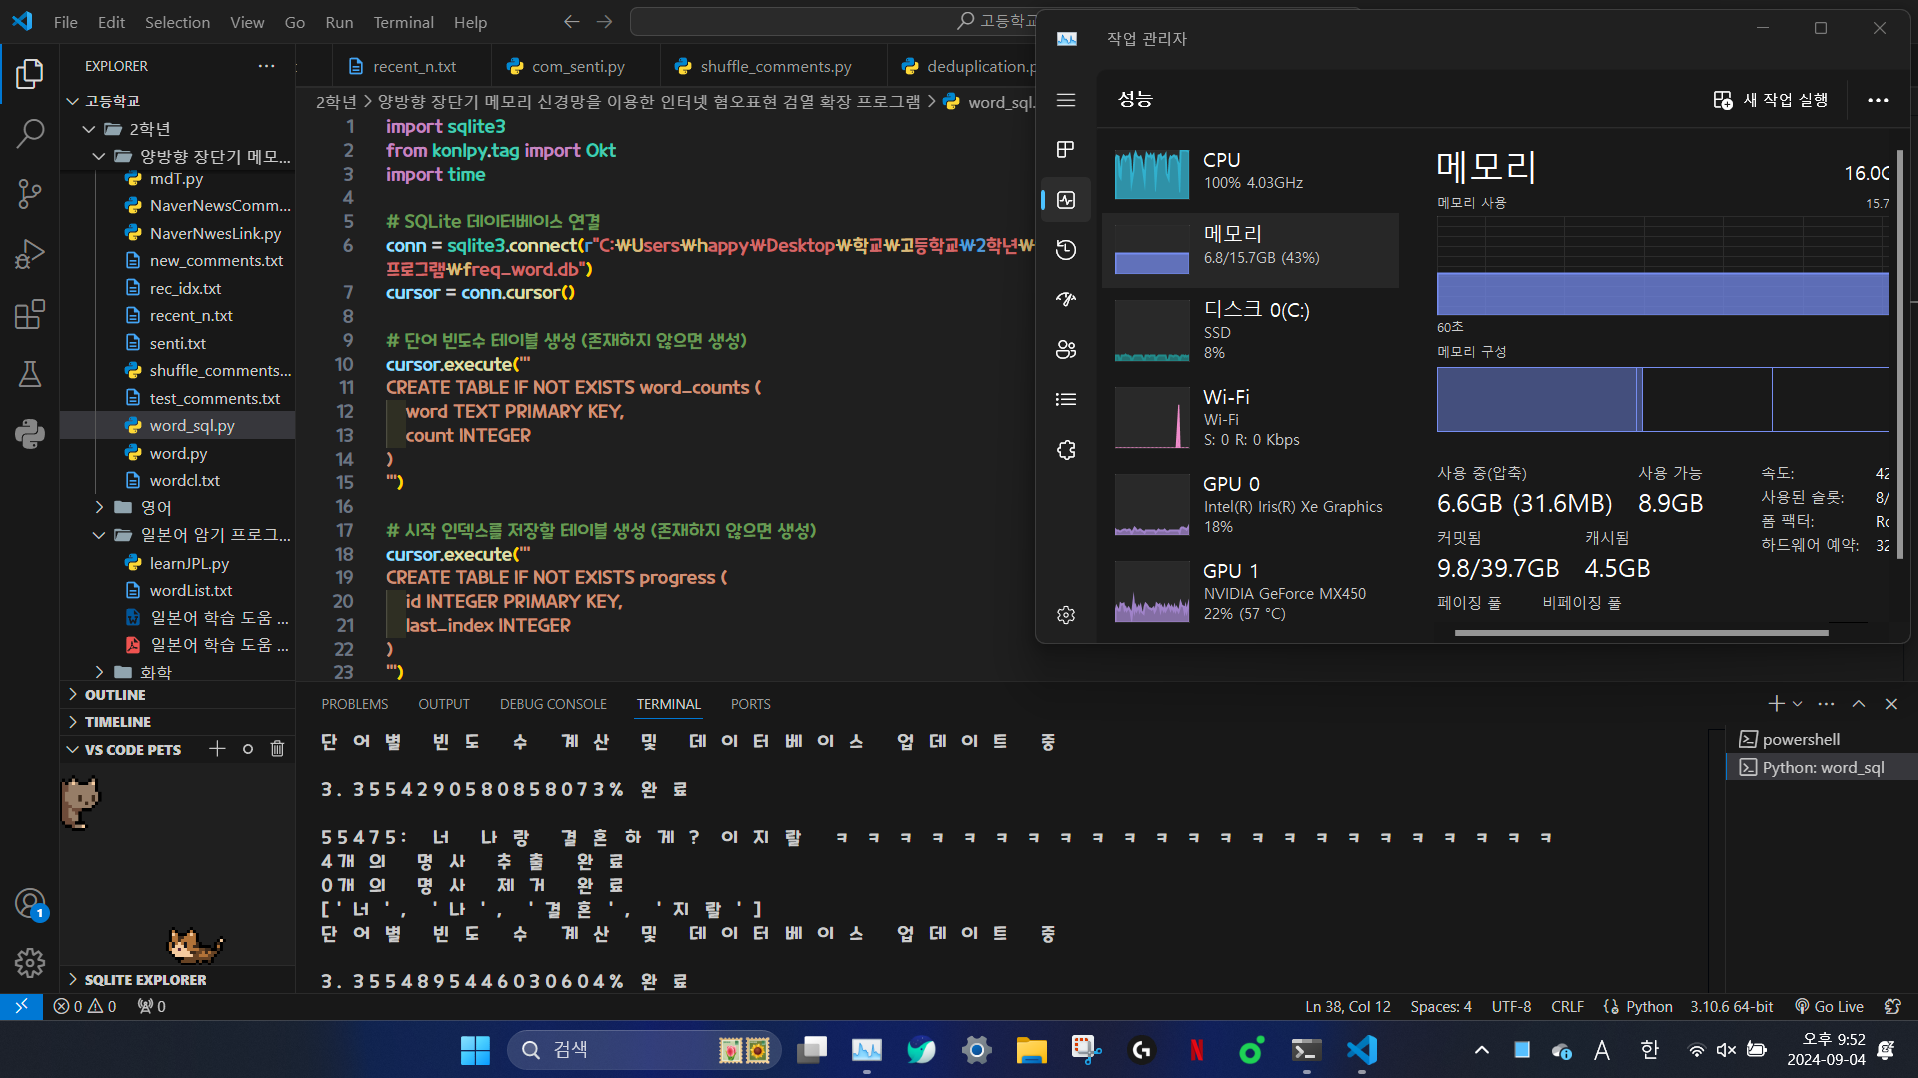 File Edit Selection View Go Run Terminal Help
고등학교
EXPLORER
recent_n.txt
com_senti.py
shuffle_comments.py
deduplication.p
2학년 > 양방향 장단기 메모리 신경망을 이용한 인터넷 혐오표현 검열 확장 프로그램 > word_sql.
고등학교
2학년
양방향 장단기 메모...
mdT.py
NaverNewsComm...
NaverNwesLink.py
new_comments.txt
rec_idx.txt
recent_n.txt
senti.txt
shuffle_comments...
test_comments.txt
word_sql.py
word.py
wordcl.txt
영어
일본어 암기 프로그...
learnJPL.py
wordList.txt
일본어 학습 도움 ...
일본어 학습 도움 ...
화학
OUTLINE
TIMELINE
VS CODE PETS
SQLITE EXPLORER
1 import sqlite3
2 from konlpy.tag import Okt
3 import time
4
5 # SQLite 데이터베이스 연결
6 conn = sqlite3.connect(r"C:₩Users₩happy₩Desktop₩학교₩고등학교₩2학년₩
프로그램₩freq_word.db")
7 cursor = conn.cursor()
8
9 # 단어 빈도수 테이블 생성 (존재하지 않으면 생성)
10 cursor.execute('''
11 CREATE TABLE IF NOT EXISTS word_counts (
12 word TEXT PRIMARY KEY,
13 count INTEGER
14 )
15 ''')
16
17 # 시작 인덱스를 저장할 테이블 생성 (존재하지 않으면 생성)
18 cursor.execute('''
19 CREATE TABLE IF NOT EXISTS progress (
20 id INTEGER PRIMARY KEY,
21 last_index INTEGER
22 )
23 ''')
작업 관리자
성능
새 작업 실행
CPU
100% 4.03GHz
메모리
6.8/15.7GB (43%)
디스크 0(C:)
SSD
8%
Wi-Fi
Wi-Fi
S: 0 R: 0 Kbps
GPU 0
Intel(R) Iris(R) Xe Graphics
18%
GPU 1
NVIDIA GeForce MX450
22% (57 °C)
메모리
16.0G
메모리 사용
15.7
60초
메모리 구성
사용 중(압축)
6.6GB (31.6MB)
사용 가능
8.9GB
커밋됨
9.8/39.7GB
캐시됨
4.5GB
페이징 풀
비페이징 풀
속도: 42
사용된 슬롯: 8/
폼 팩터: Ro
하드웨어 예약: 32
PROBLEMS OUTPUT DEBUG CONSOLE TERMINAL PORTS
단어별 빈도 수 계산 및 데이터베이스 업데이트 중
3.3554290580858073% 완료
55475: 너 나랑 결혼하게? 이지랄 ㅋㅋㅋㅋㅋㅋㅋㅋㅋㅋㅋㅋㅋㅋㅋㅋㅋㅋㅋㅋㅋㅋㅋ
4개의 명사 추출 완료
0개의 명사 제거 완료
['너', '나', '결혼', '지랄']
단어별 빈도 수 계산 및 데이터베이스 업데이트 중
3.3554895446030604% 완료
powershell
Python: word_sql
1
0 0 0
Ln 38, Col 12 Spaces: 4 UTF-8 CRLF Python 3.10.6 64-bit Go Live
검색
A
한
오후 9:52
2024-09-04